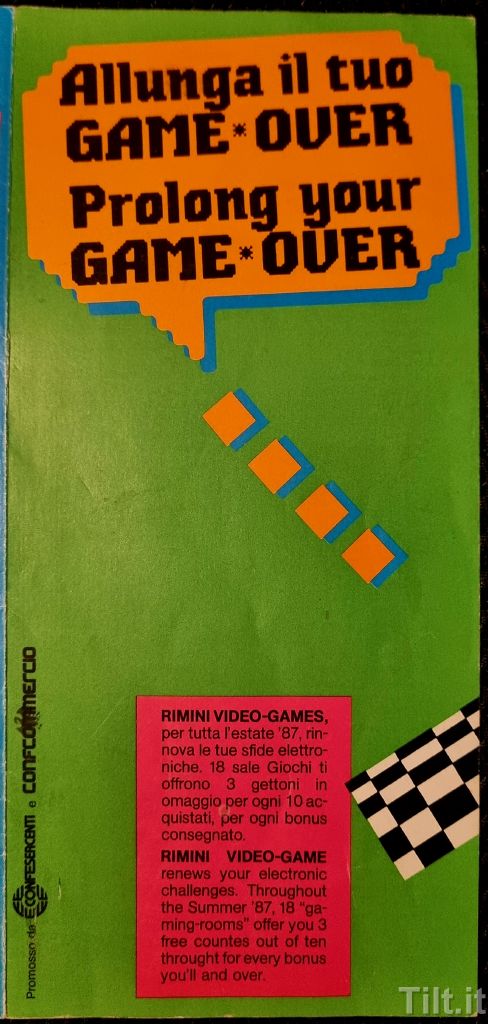 Allunga il tuo
GAME*OVER
Prolong your
GAME*OVER
RIMINI VIDEO-GAMES,
per tutta l'estate '87, rin-
nova le tue sfide elettro-
niche. 18 sale Giochi ti
offrono 3 gettoni in
omaggio per ogni 10 ac-
quistati, per ogni bonus
consegnato.
RIMINI VIDEO-GAME
renews your electronic
challenges. Throughout
the Summer '87, 18 "ga-
ming-rooms" offer you 3
free countes out of ten
throught for every bonus
you'll and over.
Promosso da CONFESERCENTI e CONFCOMMERCIO
Tilt.it